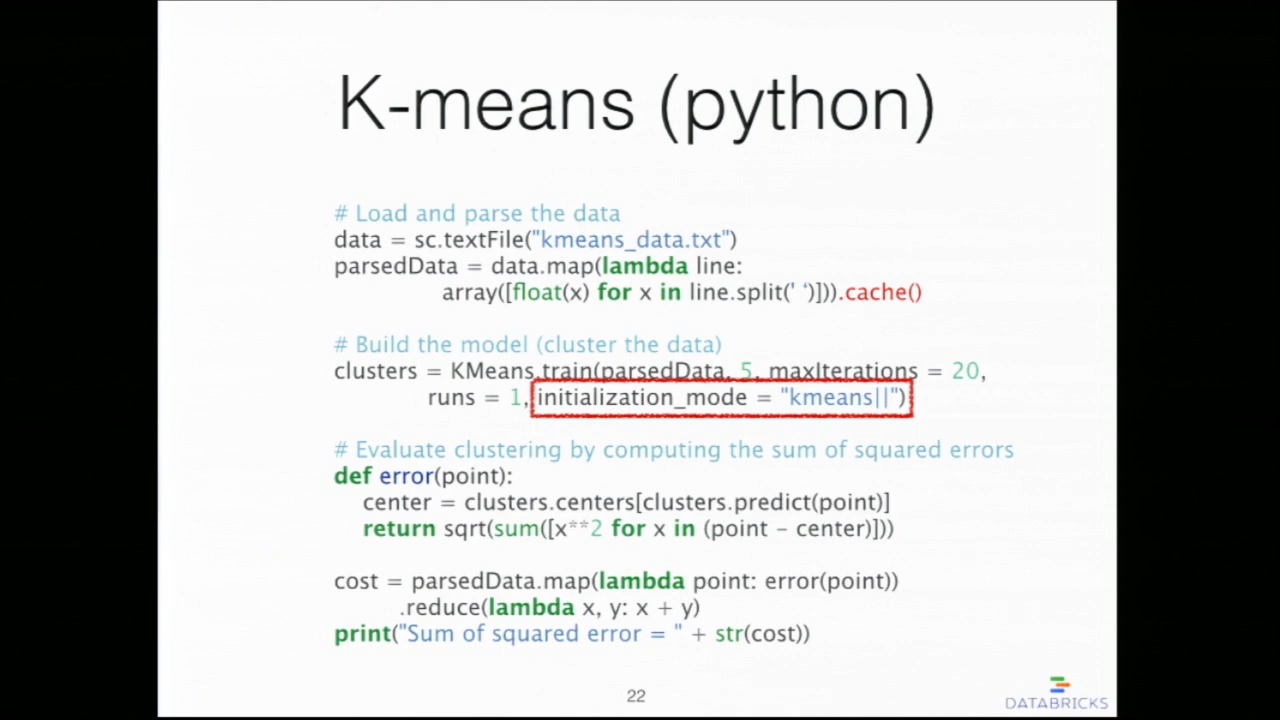 K-means (python)
# Load and parse the data
data = sc.textFile("kmeans_data.txt")
parsedData = data.map(lambda line:
array([float(x) for x in line.split(' ‘)])).cache()
# Build the model (cluster the data)
clusters = KMeans.train(parsedData, 5, maxIterations = 20,
runs = 1, initialization_mode = "kmeans||")
# Evaluate clustering by computing the sum of squared errors
def error(point):
center = clusters.centers[clusters.predict(point)]
return sqrt(sum([x**2 for x in (point - center)]))
cost = parsedData.map(lambda point: error(point))
.reduce(lambda x, y: x + y)
print("Sum of squared error = " + str(cost))
22
DATABRICKS